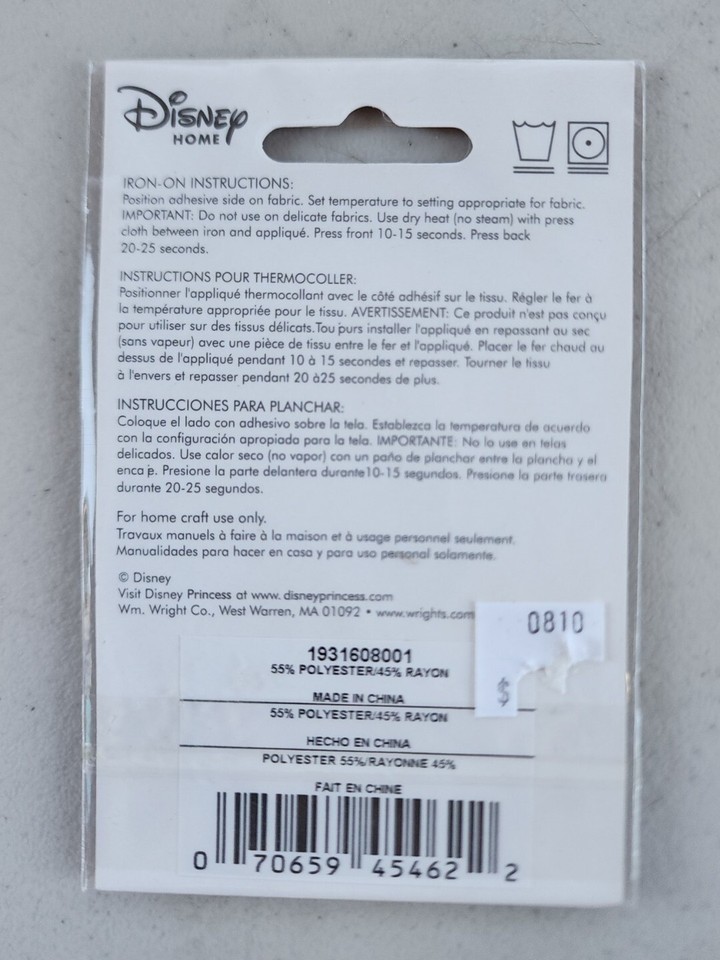 Disney
HOME
IRON-ON INSTRUCTIONS:
Position adhesive side on fabric. Set temperature to setting appropriate for fabric.
IMPORTANT: Do not use on delicate fabrics. Use dry heat (no steam) with press
cloth between iron and appliqué. Press front 10-15 seconds. Press back
20-25 seconds.
INSTRUCTIONS POUR THERMOCOLLER:
Positionner l'appliqué thermocollant avec le côté adhésif sur le tissu. Régler le fer à
la température appropriée pour le tissu. AVERTISSEMENT: Ce produit n'est pas conçu
pour utiliser sur des tissus délicats.Tou purs installer l'appliqué en repassant au sec
(sans vapeur) avec une pièce de tissu entre le fer et l'appliqué. Placer le fer chaud au
dessus de l'appliqué pendant 10 à 15 secondes et repasser. Tourner le tissu
à l'envers et repasser pendant 20 à25 secondes de plus.
INSTRUCCIONES PARA PLANCHAR:
Coloque el lado con adhesivo sobre la tela. Establezca la temperatura de acuerdo
con la configuración apropiada para la tela. IMPORTANTE: No lo use en telas
delicados. Use calor seco (no vapor) con un paño de planchar entre la plancha y el
enca je. Presione la parte delantera durante10-15 segundos. Presione la parte trasera
durante 20-25 segundos.
For home craft use only.
Travaux manuels à faire à la maison et à usage personnel seulement.
Manualidades para hacer en casa y para uso personal solamente.
© Disney
Visit Disney Princess at www. disneyprincess.com
Wm. Wright Co., West Warren, MA 01092 • www.wrights.com
0810
$
1931608001
55% POLYESTER/45% RAYON
MADE IN CHINA
55% POLYESTER/45% RAYON
HECHO EN CHINA
POLYESTER 55%/RAYONNE 45%
FAIT EN CHINE
0 70659 45462 2